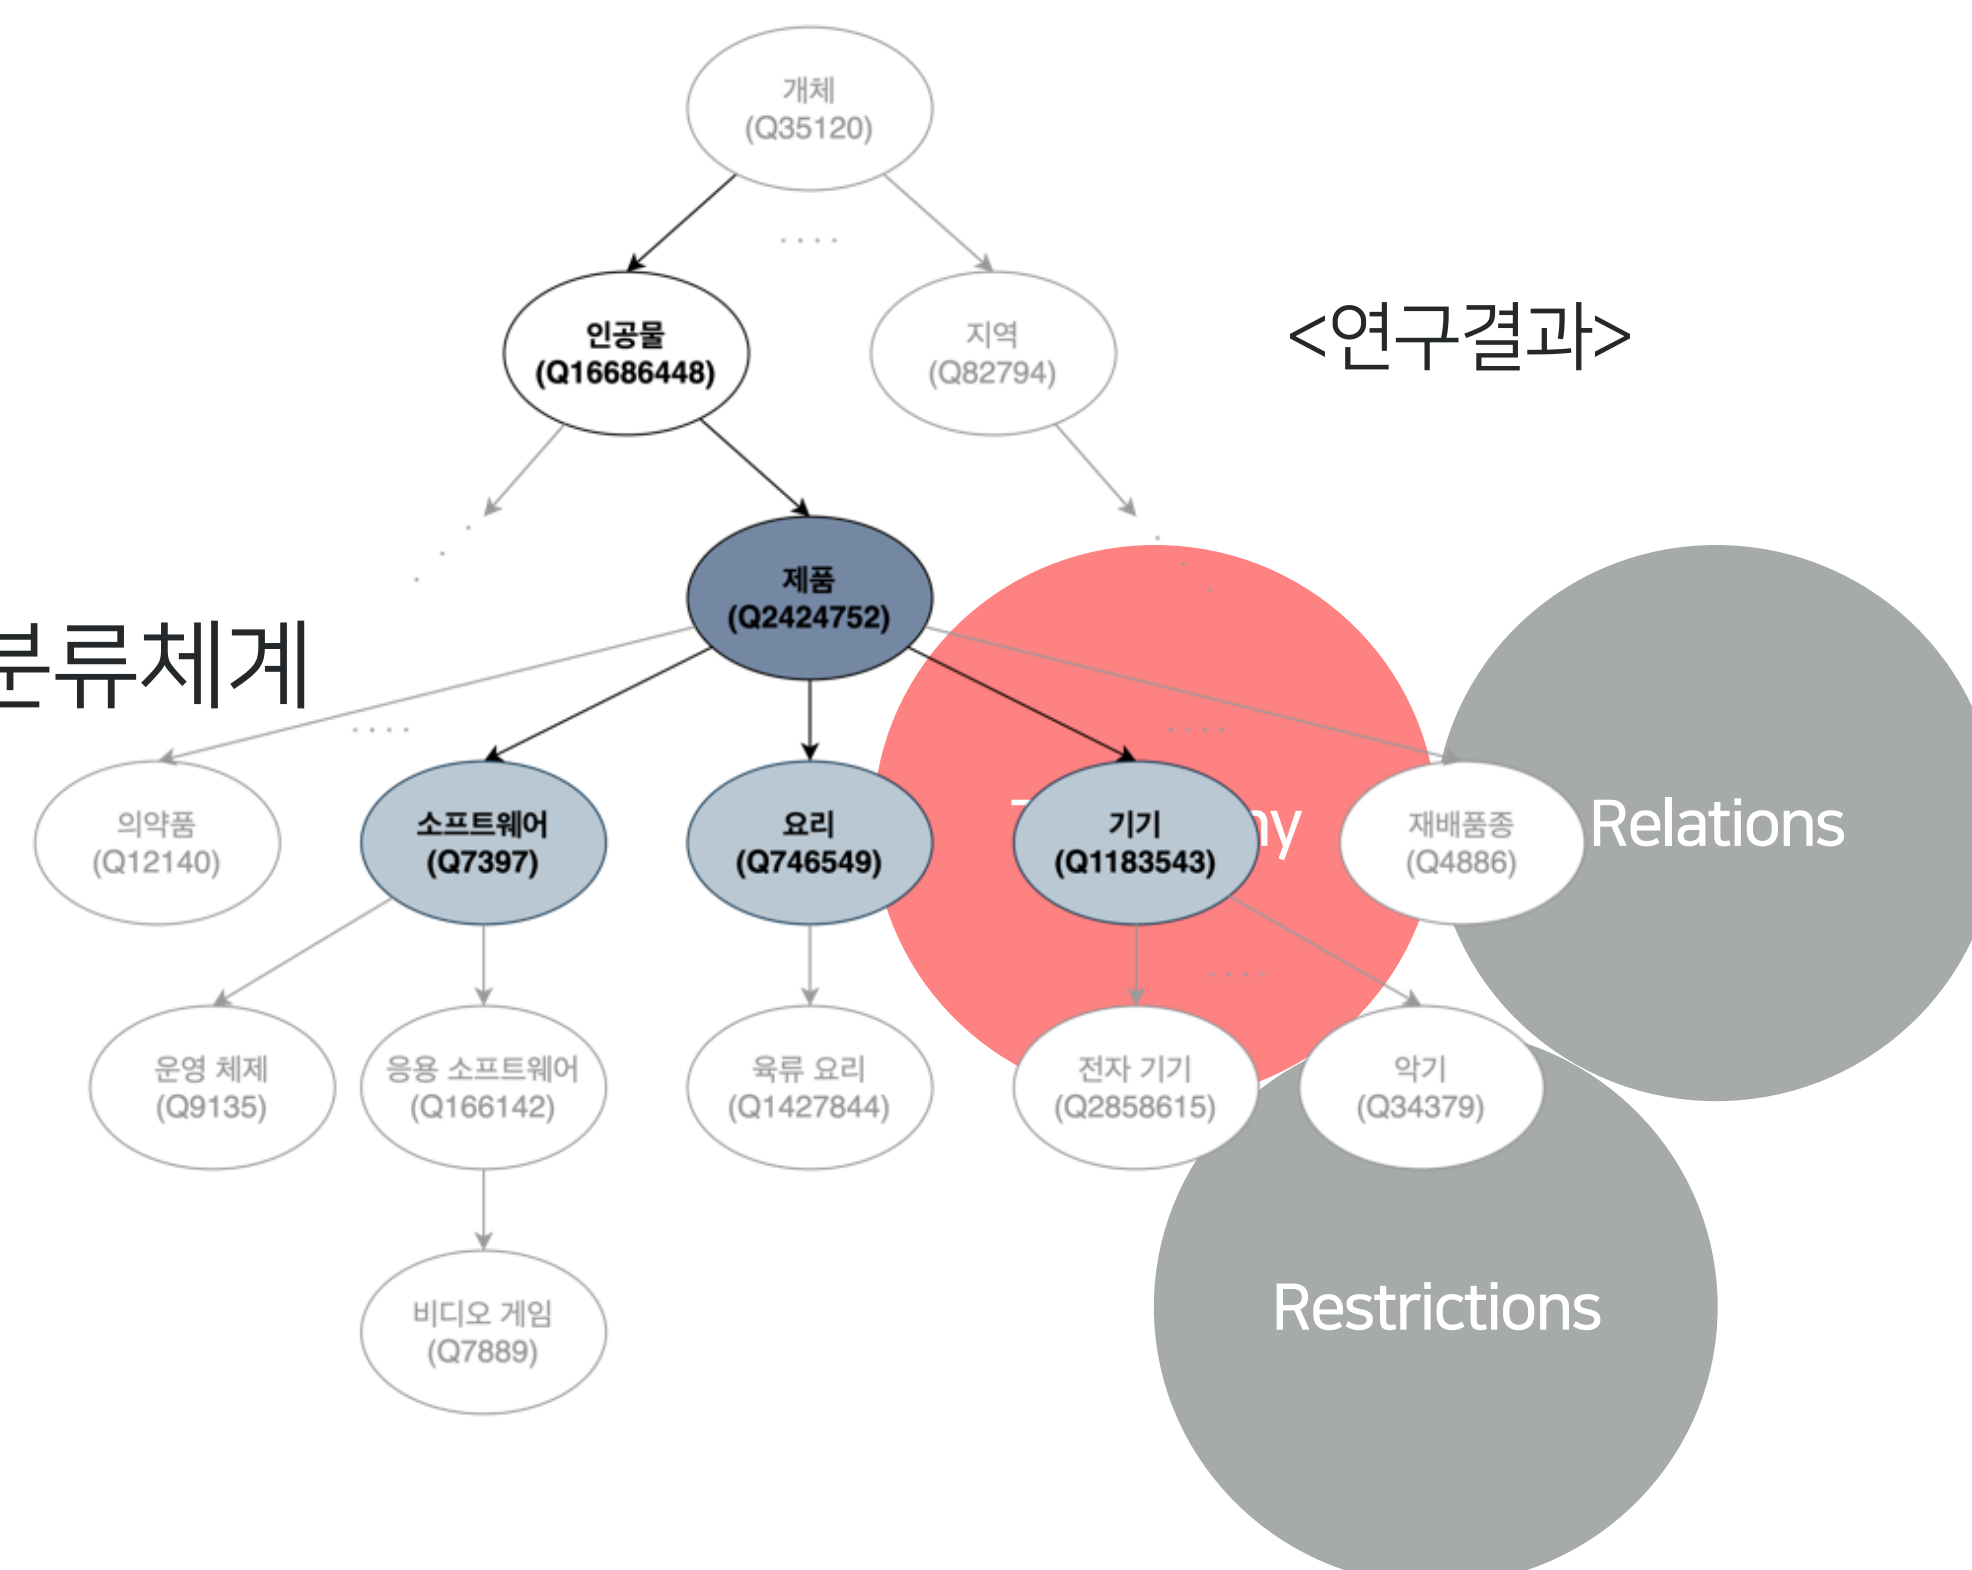 개체
(Q35120)
....
인공물
(Q16686448)
지역
(Q82794)
<연구결과>
제품
(Q2424752)
분류체계
....
....
의약품
(Q12140)
소프트웨어
(Q7397)
요리
(Q746549)
기기
(Q1183543)
재배품종
(Q4886)
Relations
....
운영 체제
(Q9135)
응용 소프트웨어
(Q166142)
육류 요리
(Q1427844)
전자 기기
(Q2858615)
악기
(Q34379)
비디오 게임
(Q7889)
Restrictions